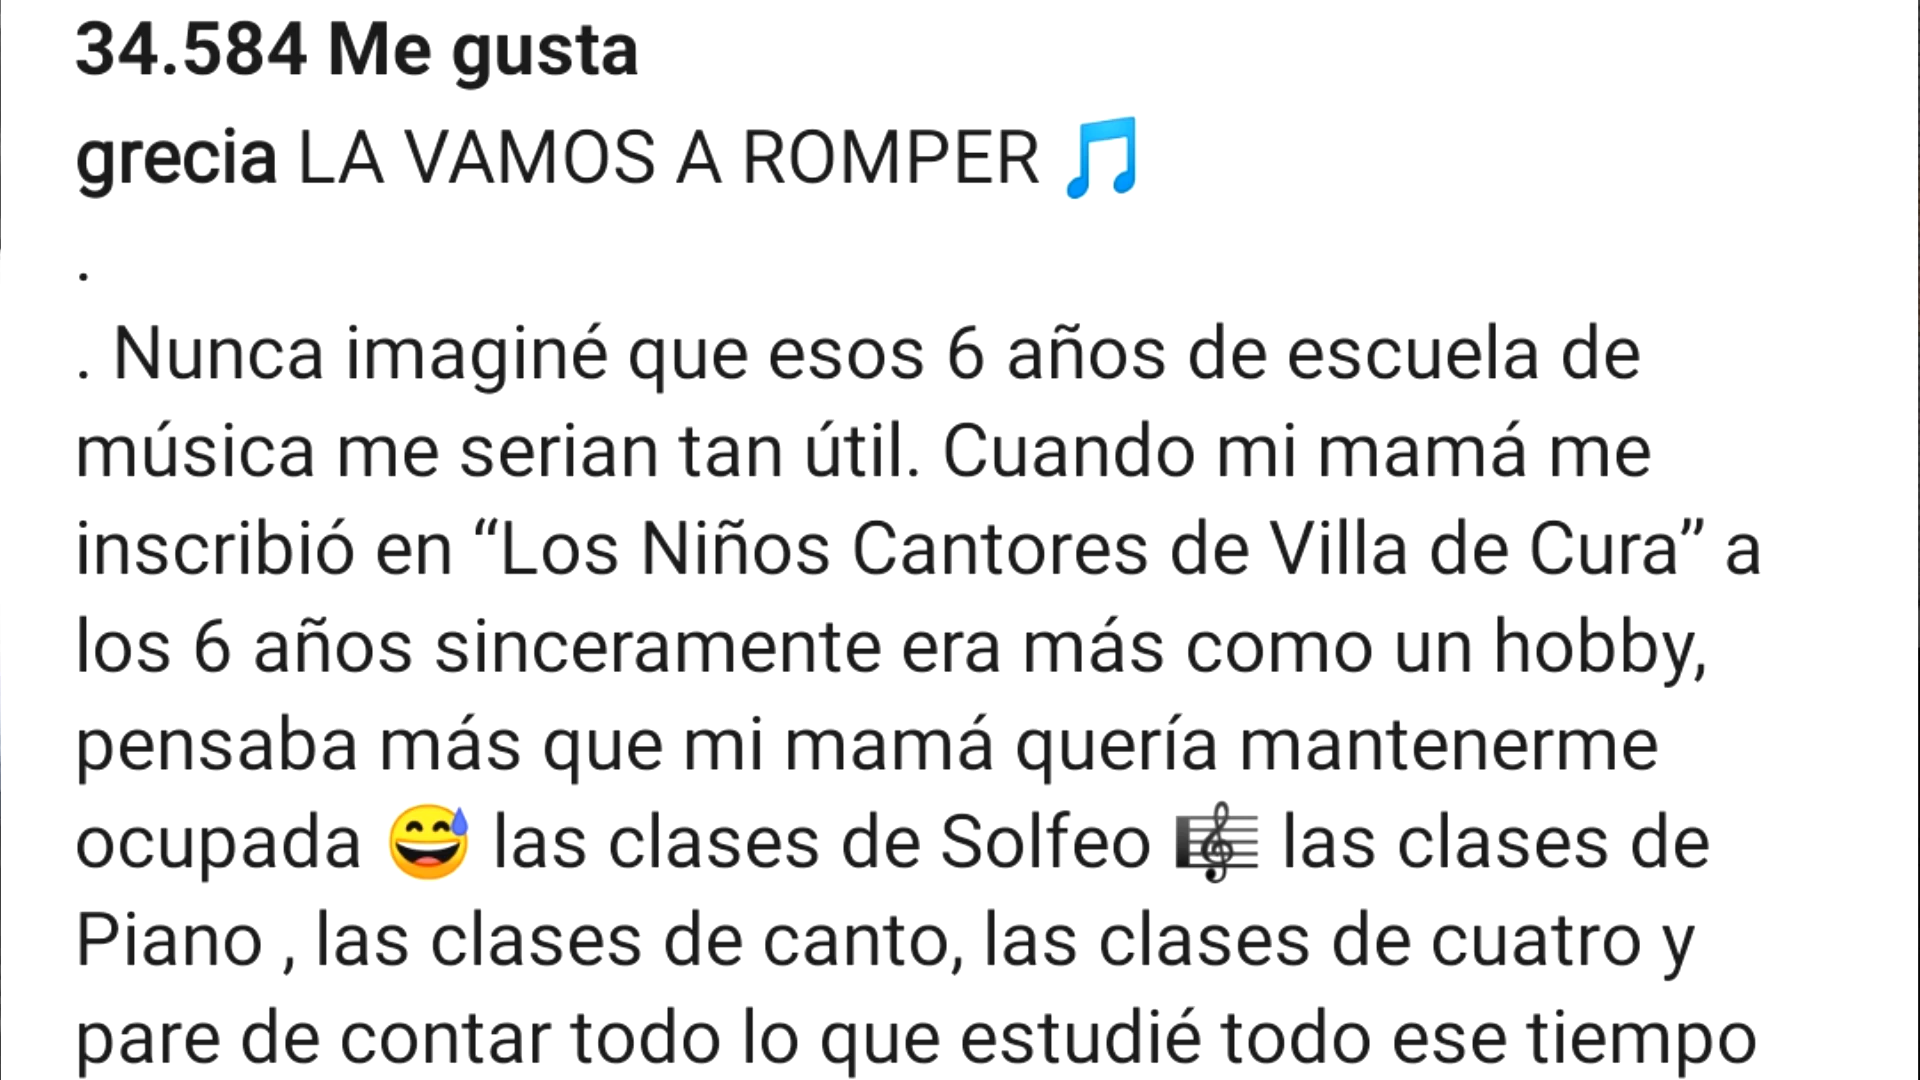 34.584 Me gusta
grecia LA VAMOS A ROMPER 🎵
.
. Nunca imaginé que esos 6 años de escuela de
música me serian tan útil. Cuando mi mamá me
inscribió en “Los Niños Cantores de Villa de Cura” a
los 6 años sinceramente era más como un hobby,
pensaba más que mi mamá quería mantenerme
ocupada 😅 las clases de Solfeo 🎼 las clases de
Piano , las clases de canto, las clases de cuatro y
pare de contar todo lo que estudié todo ese tiempo